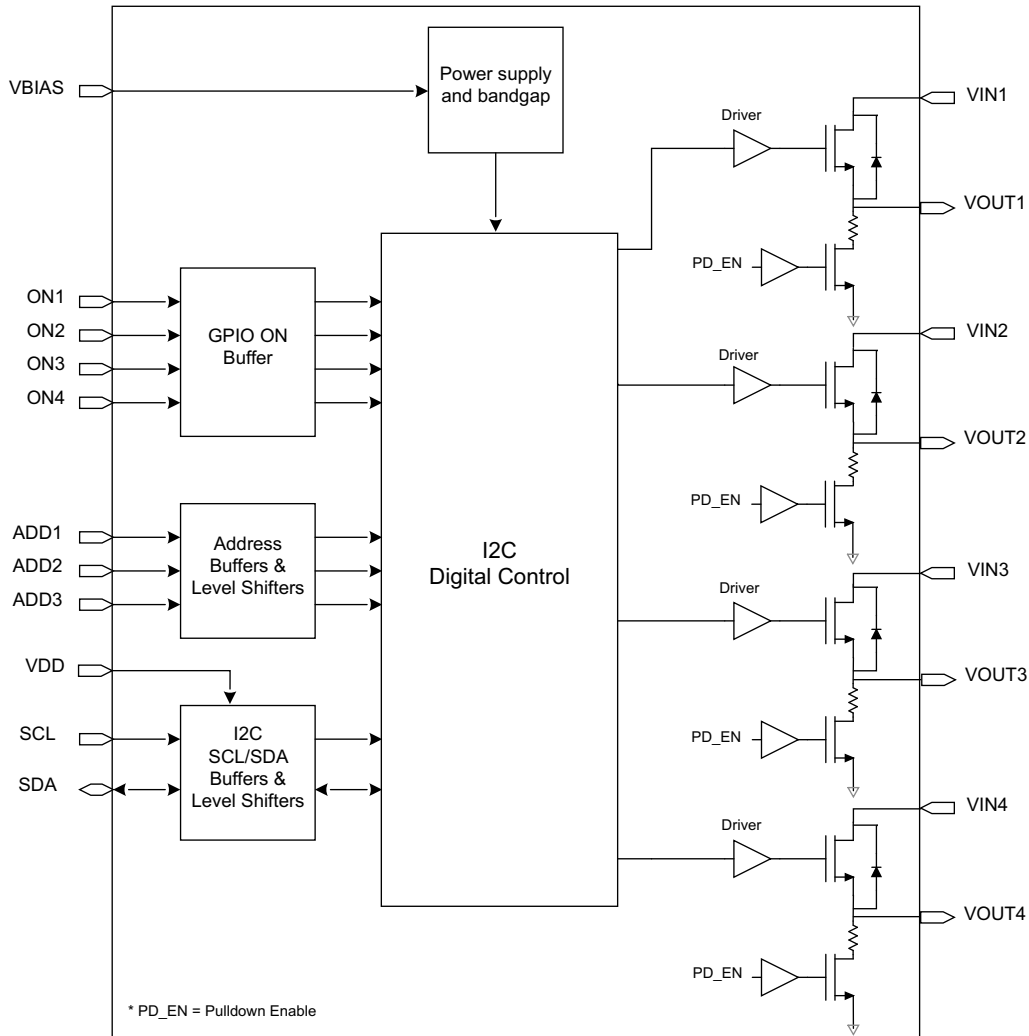 VBIAS
Power supply
and bandgap
Driver
VIN1
VOUT1
PD_EN
ON1
ON2
ON3
ON4
GPIO ON
Buffer
Driver
VIN2
VOUT2
PD_EN
ADD1
ADD2
ADD3
Address
Buffers &
Level Shifters
I2C
Digital Control
Driver
VIN3
VOUT3
PD_EN
VDD
SCL
SDA
I2C
SCL/SDA
Buffers &
Level Shifters
Driver
VIN4
VOUT4
PD_EN
* PD_EN = Pulldown Enable